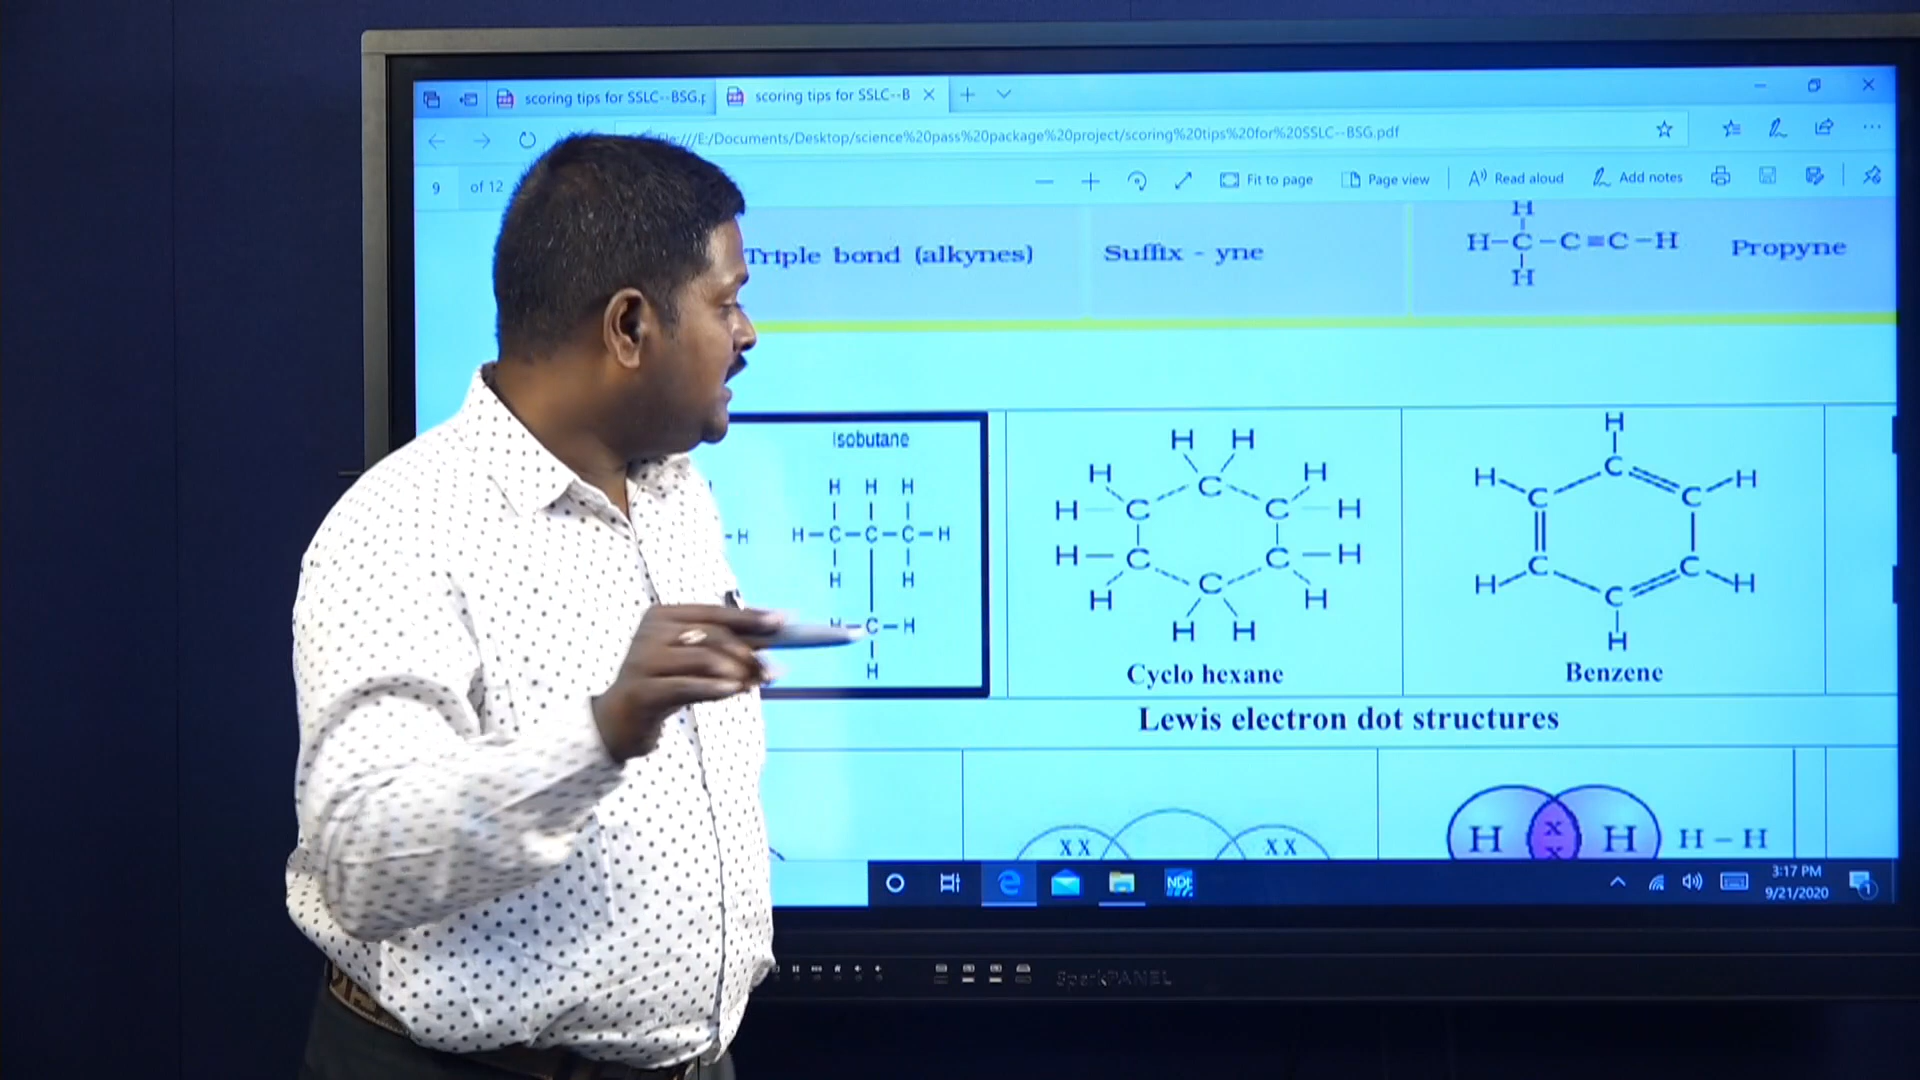 scoring tips for SSLC--BSG.p
scoring tips for SSLC--B
///E:/Documents/Desktop/science%20pass%20package%20project/scoring%20tips%20for%20SSLC--BSG.pdf
9 of 12
Fit to page
Page view
Read aloud
Add notes
Triple bond (alkynes)
Suffix - yne
H
H-C-C≡C-H
H
Propyne
Isobutane
H H H
-H
H-C-C-C-H
H H
H-C-H
H
H H
H H
H C C C H
H-C C-H
H C H
H H
Cyclo hexane
H
H C H
C C
C C
H C H
H
Benzene
Lewis electron dot structures
XX
XX
H x x H H-H
NDI
3:17 PM
9/21/2020
1
SparkPANEL